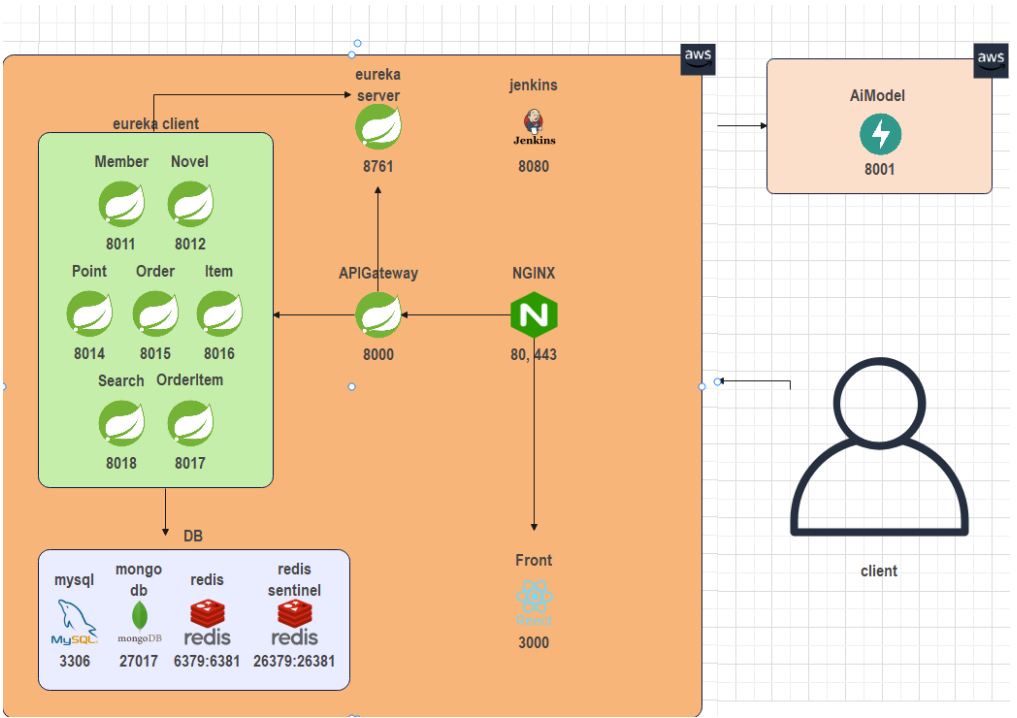 aws
aws
eureka
server
8761
jenkins
Jenkins
8080
AiModel
8001
eureka client
Member
Novel
8011
8012
Point
Order
Item
8014
8015
8016
Search
OrderItem
8018
8017
APIGateway
8000
NGINX
N
80, 443
DB
mysql
MySQL
3306
mongo
db
mongoDB
27017
redis
redis
6379:6381
redis
sentinel
redis
26379:26381
Front
React
3000
client